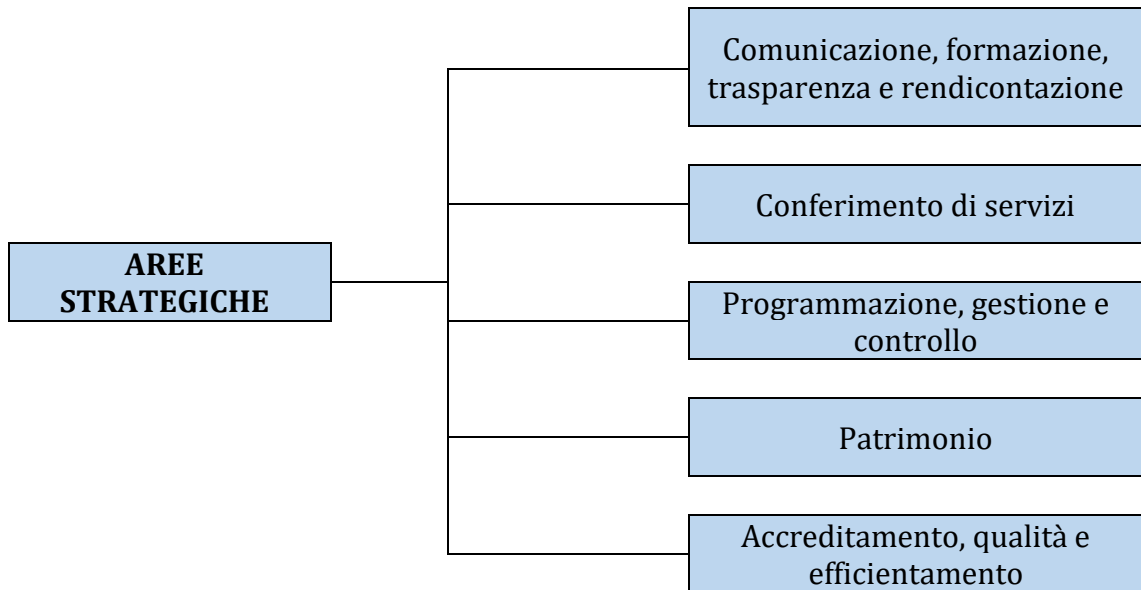 Comunicazione, formazione,
trasparenza e rendicontazione
Conferimento di servizi
AREE
STRATEGICHE
Programmazione, gestione e
controllo
Patrimonio
Accreditamento, qualità e
efficientamento